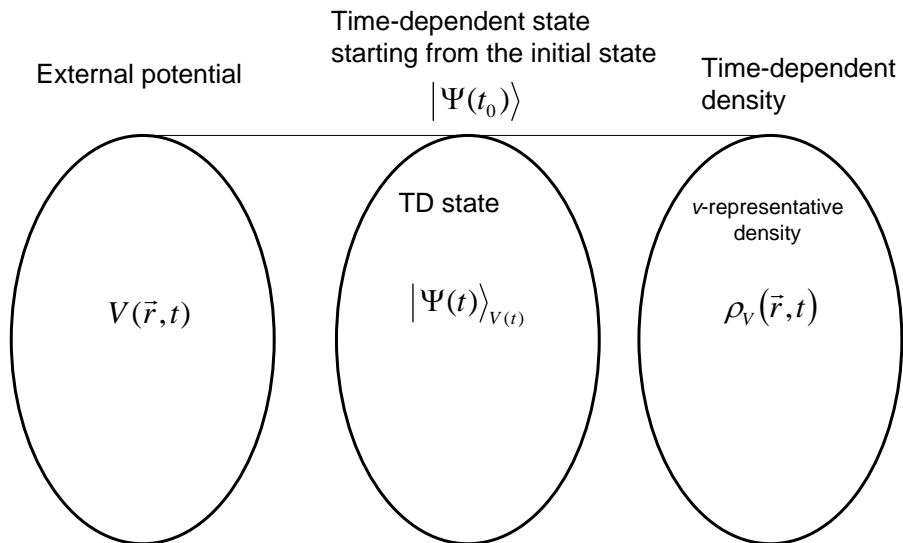 Time-dependent state
starting from the initial state
External potential
Time-dependent
density
|Ψ(t₀)⟩
TD state
v-representative
density
V(r⃗,t)
|Ψ(t)⟩_V(t)
ρ_V(r⃗,t)